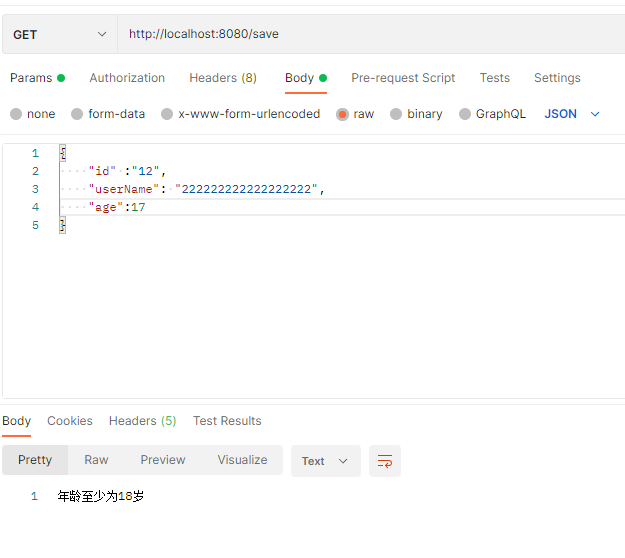 GET http://localhost:8080/save
Params Authorization Headers (8) Body Pre-request Script Tests Settings
none form-data x-www-form-urlencoded raw binary GraphQL JSON
1 {
2 "id" :"12",
3 "userName": "222222222222222222",
4 "age":17
5 }
Body Cookies Headers (5) Test Results
Pretty Raw Preview Visualize Text
1 年龄至少为18岁